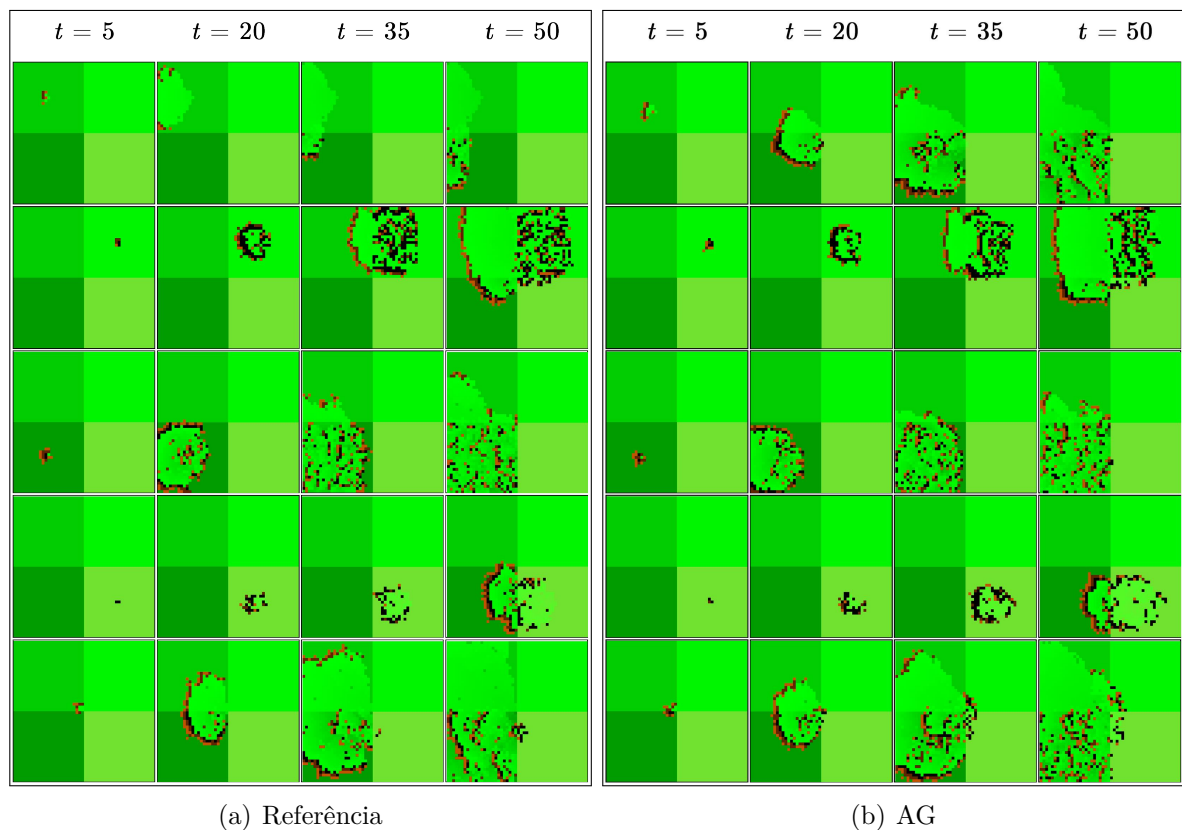 t = 5 t = 20 t = 35 t = 50
t = 5 t = 20 t = 35 t = 50
(a) Referência
(b) AG